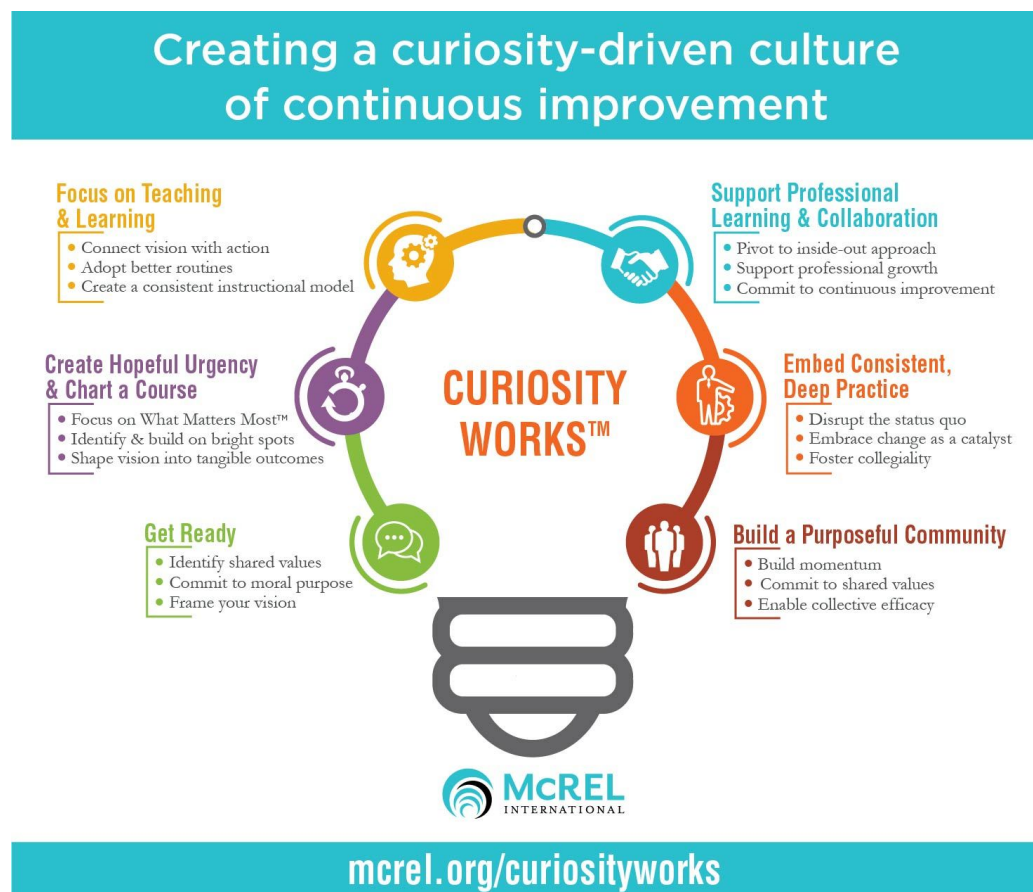 Creating a curiosity-driven culture
of continuous improvement
Focus on Teaching
& Learning
• Connect vision with action
• Adopt better routines
• Create a consistent instructional model
Create Hopeful Urgency
& Chart a Course
• Focus on What Matters Most™
• Identify & build on bright spots
• Shape vision into tangible outcomes
Get Ready
• Identify shared values
• Commit to moral purpose
• Frame your vision
CURIOSITY
WORKS™
Support Professional
Learning & Collaboration
• Pivot to inside-out approach
• Support professional growth
• Commit to continuous improvement
Embed Consistent,
Deep Practice
• Disrupt the status quo
• Embrace change as a catalyst
• Foster collegiality
Build a Purposeful Community
• Build momentum
• Commit to shared values
• Enable collective efficacy
McREL
INTERNATIONAL
mcrel.org/curiosityworks